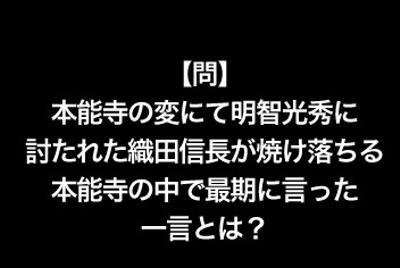 【問】
本能寺の変にて明智光秀に
討たれた織田信長が焼け落ちる
本能寺の中で最期に言った
一言とは？